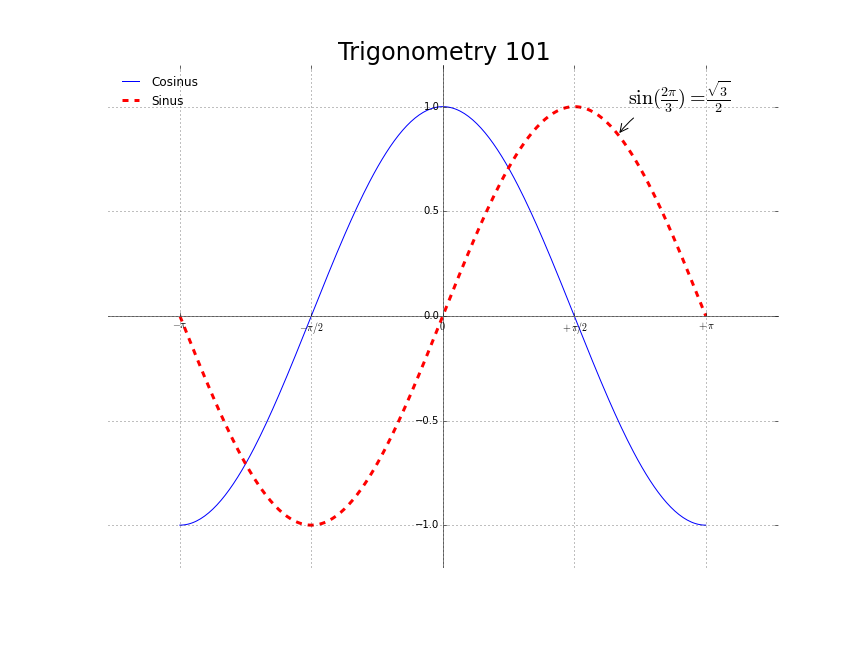 Trigonometry 101
Cosinus
Sinus
sin(2π/3) = √3/2
1.0
0.5
0.0
−0.5
−1.0
−π
−π/2
0
+π/2
+π